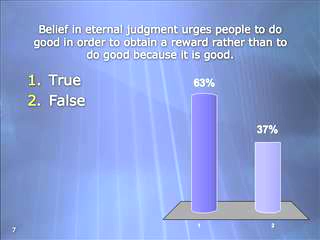 Belief in eternal judgment urges people to do
good in order to obtain a reward rather than to
do good because it is good.
1. True
2. False
63%
37%
1 2
7